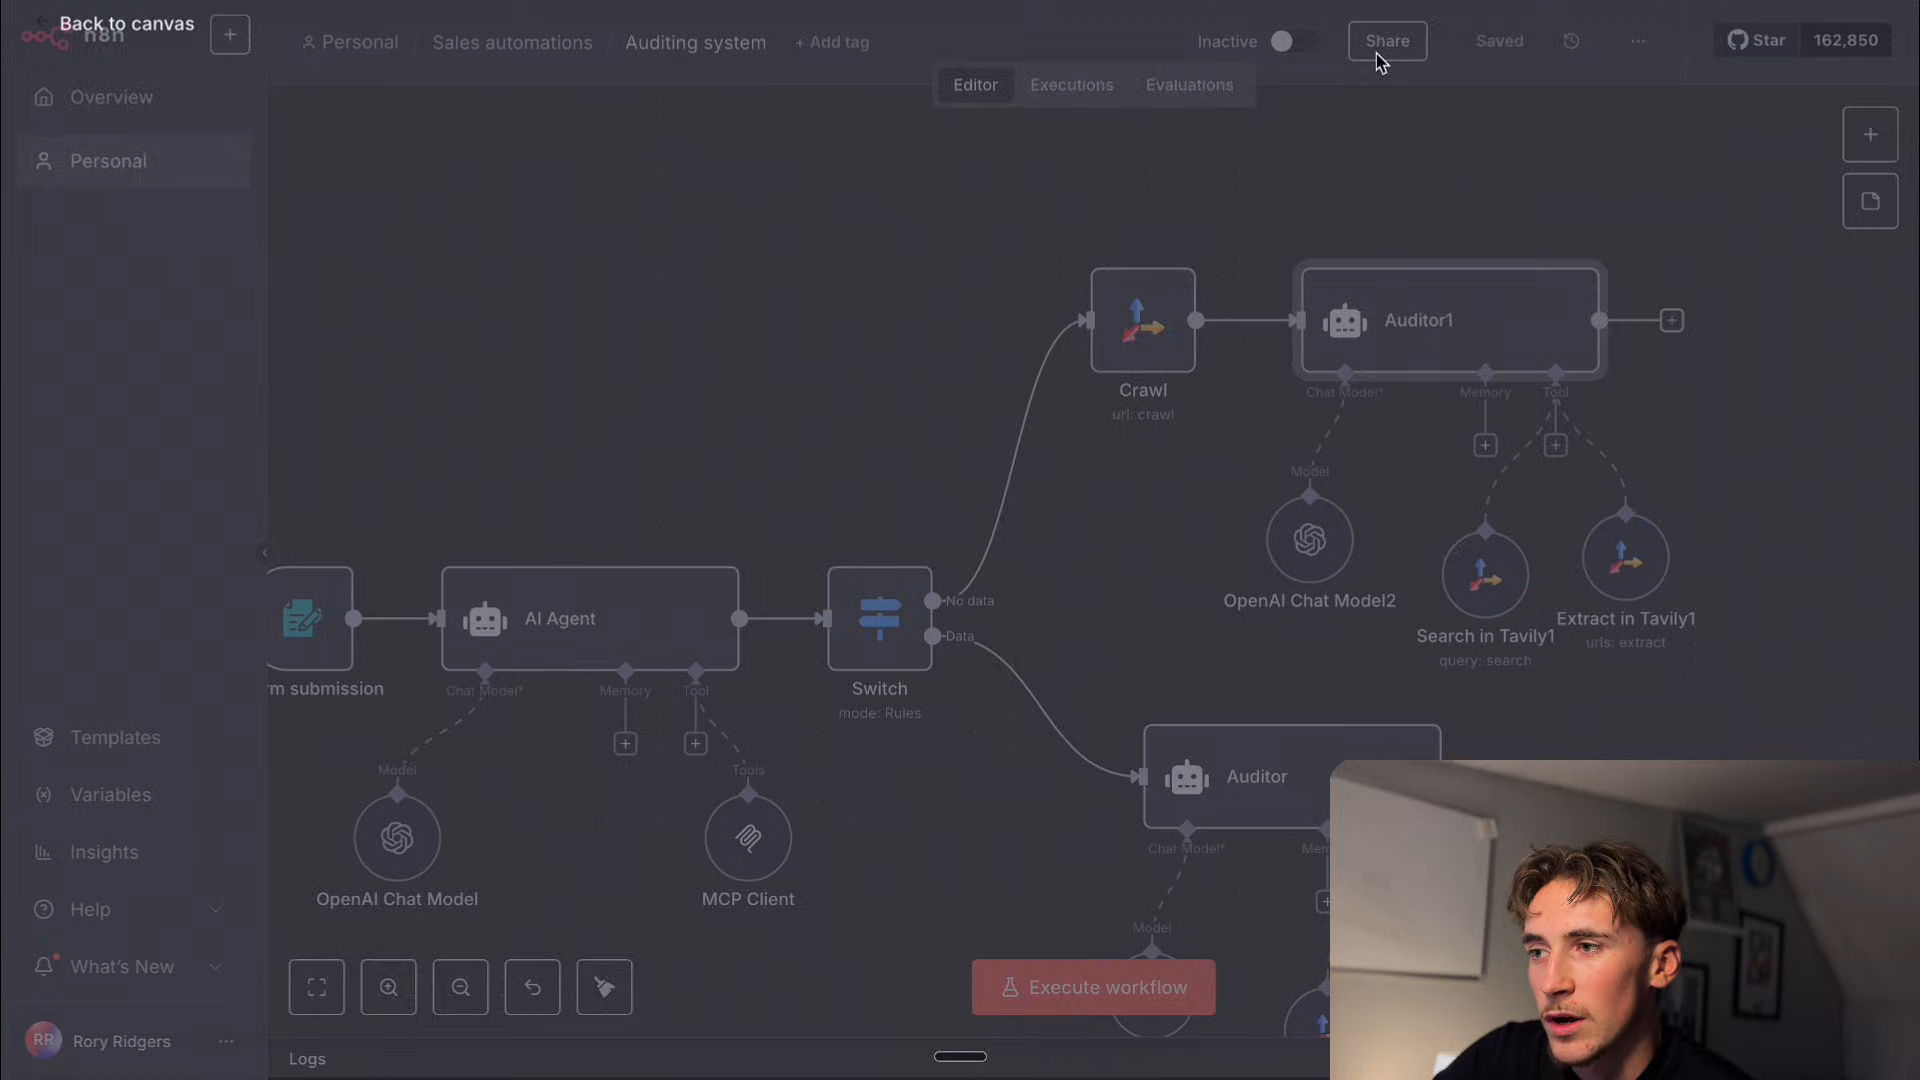 Back to canvas
n8n
Personal
Sales automations
Auditing system
+ Add tag
Inactive
Share
Saved
Star
162,850
Editor
Executions
Evaluations
Overview
Personal
Templates
Variables
Insights
Help
What's New
RR
Rory Ridgers
Crawl
url: crawl
Auditor1
Chat Model*
Memory
Tool
Model
OpenAI Chat Model2
Search in Tavily1
query: search
Extract in Tavily1
urls: extract
rm submission
AI Agent
Chat Model*
Memory
Tool
Model
Tools
OpenAI Chat Model
MCP Client
Switch
mode: Rules
No data
Data
Auditor
Chat Model*
Mem
Model
Execute workflow
Logs